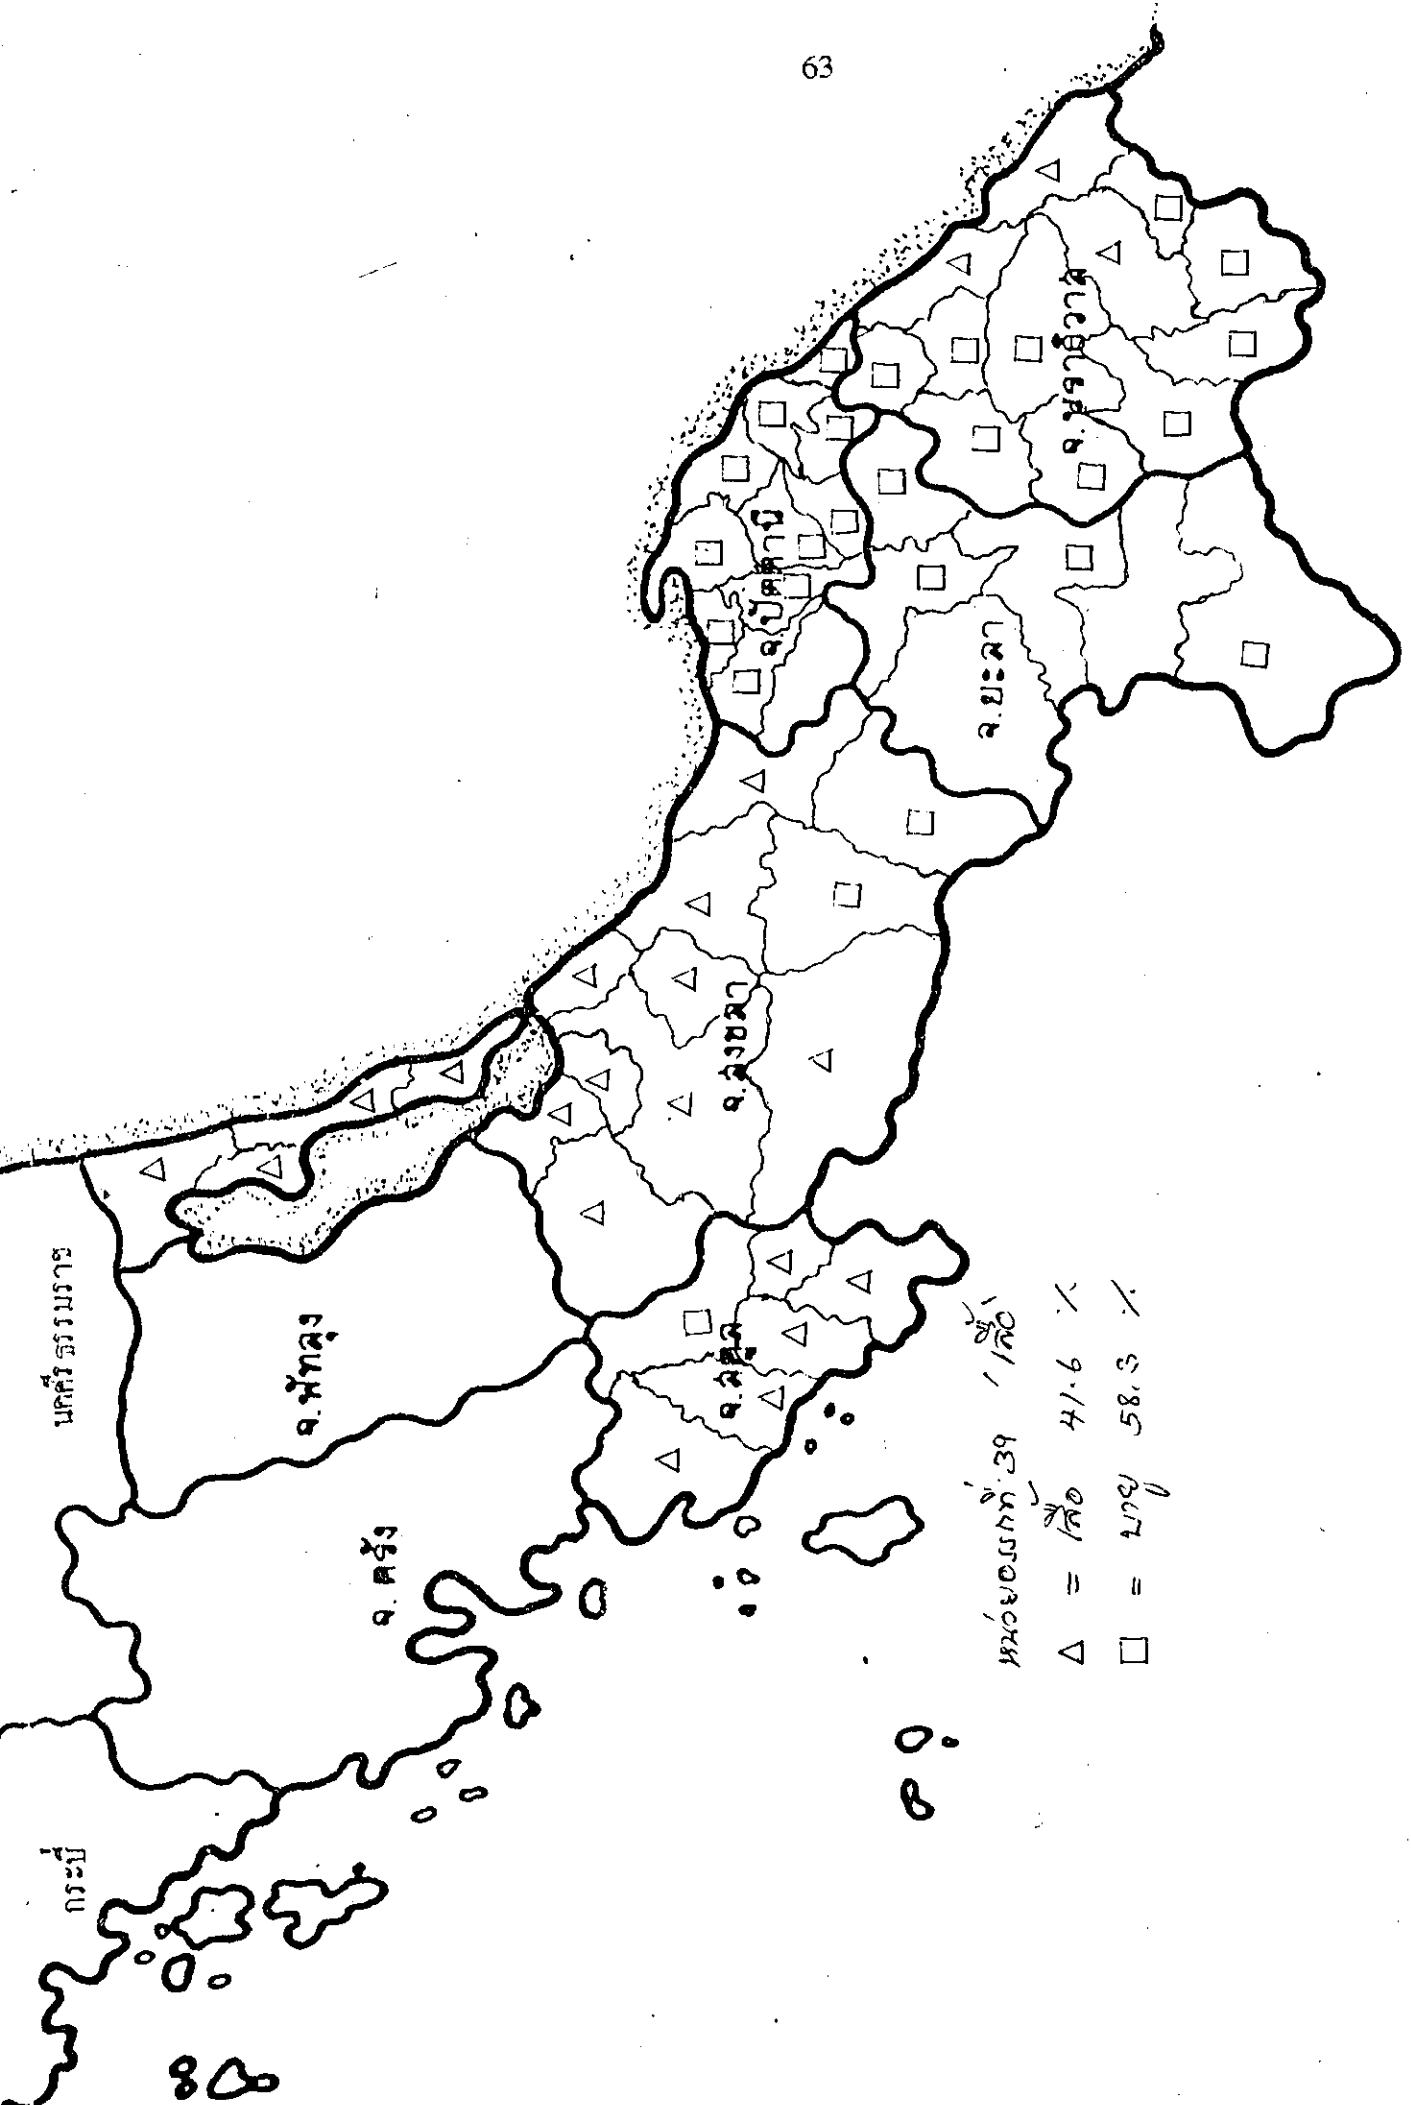 63
นครศรีธรรมราช
จ.พัทลุง
จ.ตรัง
กระบี่
จ.สงขลา
จ.สตูล
จ.ปัตตานี
จ.ยะลา
จ.นราธิวาส
หน่วยอรรถที่ 39 'เสื้อ'
△ = เสื้อ 41.6 %
□ = บายู 58.3 %